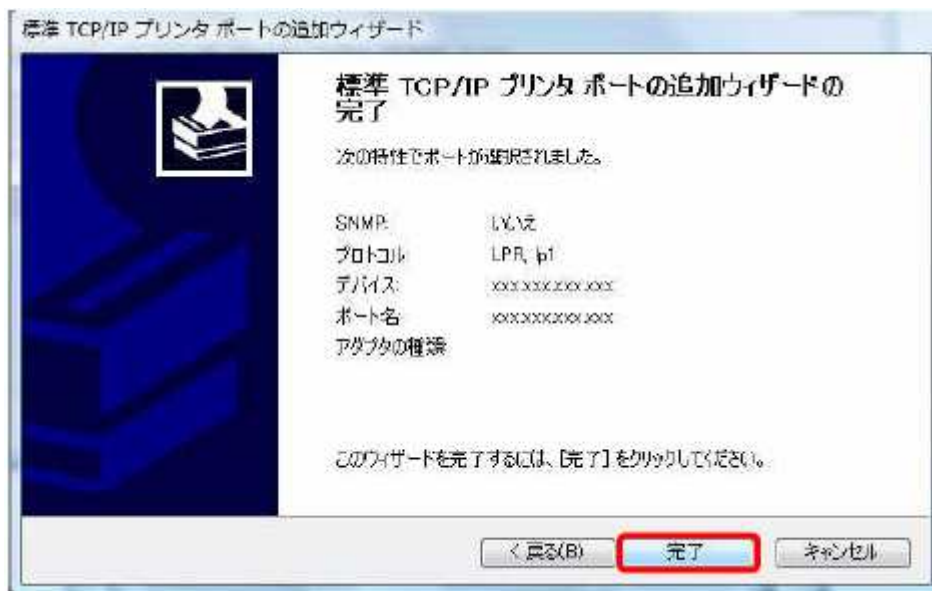 標準 TCP/IP プリンタ ポートの追加ウィザード
標準 TCP/IP プリンタ ポートの追加ウィザードの
完了
次の特性でポートが選択されました。
SNMP: いいえ
プロトコル: LPR, lp1
デバイス: xxx.xxx.xxx.xxx
ポート名: xxx.xxx.xxx.xxx
アダプタの種類:
このウィザードを完了するには、[完了] をクリックしてください。
< 戻る(B) 完了 キャンセル